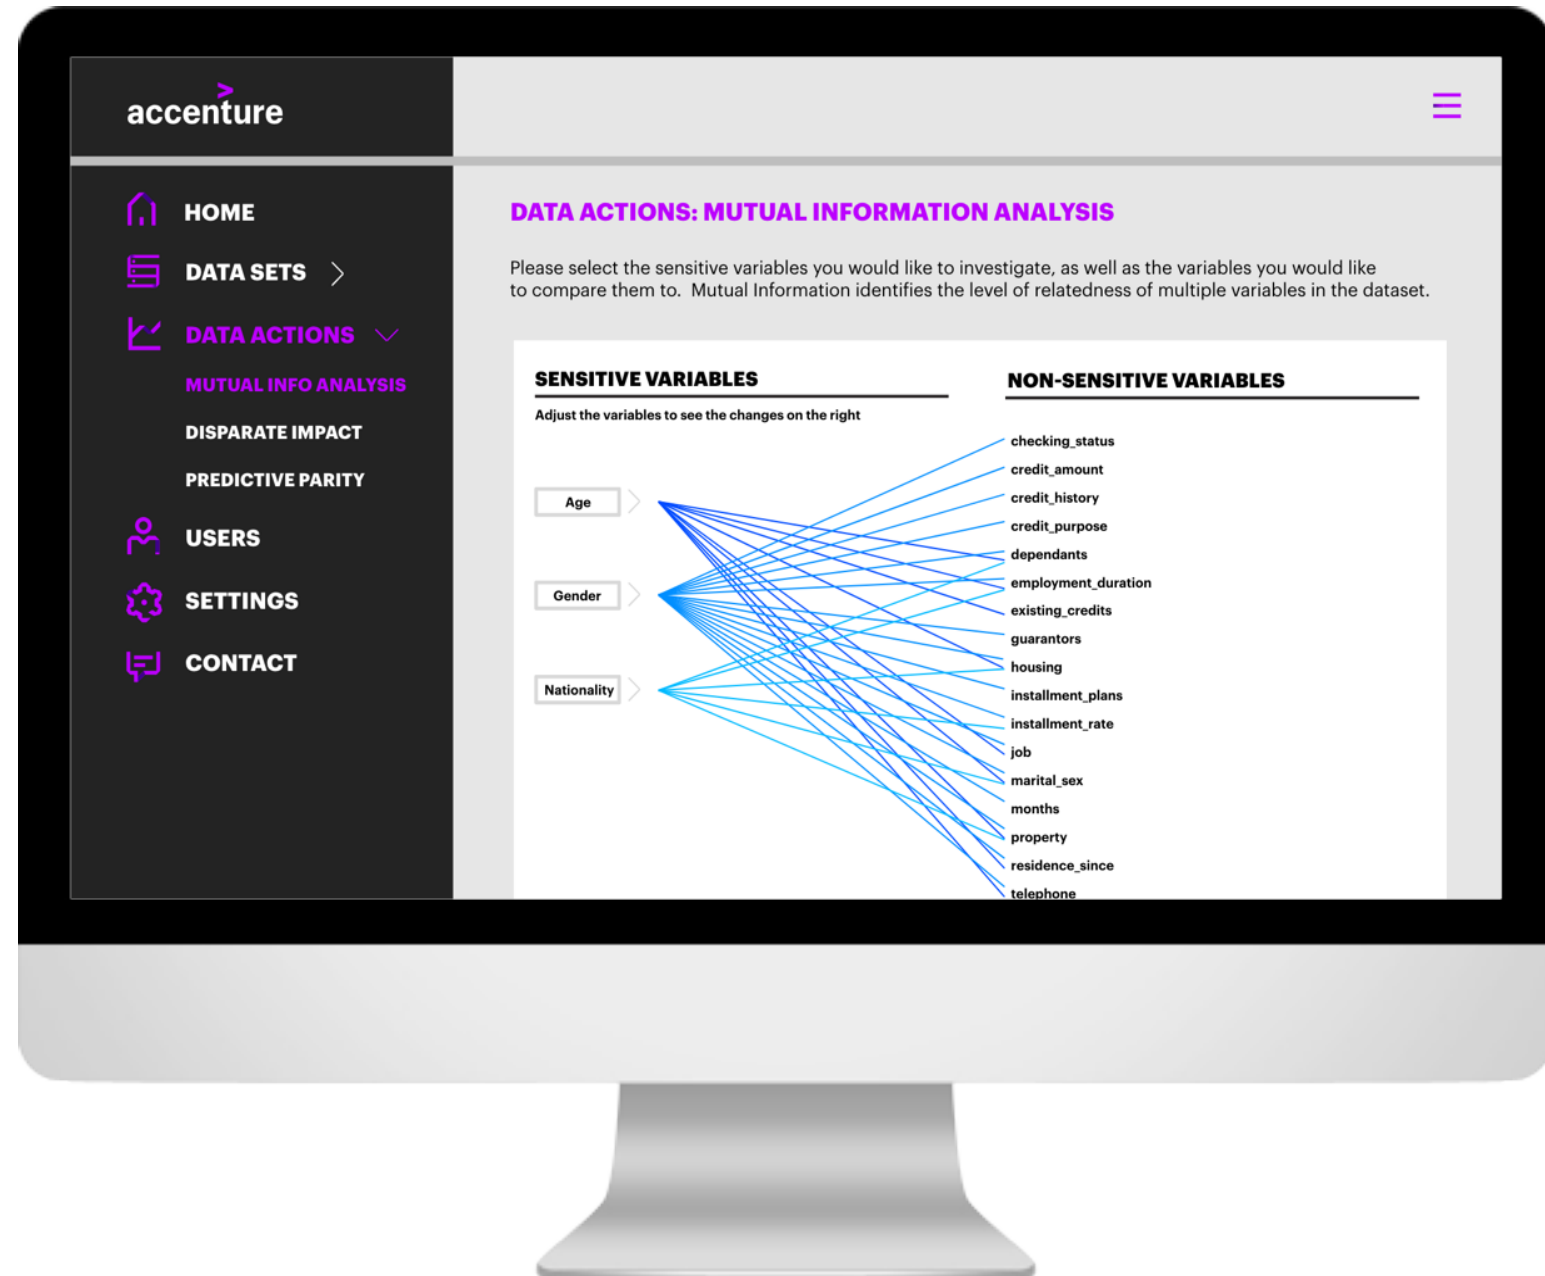 accenture
HOME
DATA SETS
DATA ACTIONS
MUTUAL INFO ANALYSIS
DISPARATE IMPACT
PREDICTIVE PARITY
USERS
SETTINGS
CONTACT
DATA ACTIONS: MUTUAL INFORMATION ANALYSIS
Please select the sensitive variables you would like to investigate, as well as the variables you would like
to compare them to. Mutual Information identifies the level of relatedness of multiple variables in the dataset.
SENSITIVE VARIABLES
Adjust the variables to see the changes on the right
Age
Gender
Nationality
NON-SENSITIVE VARIABLES
checking_status
credit_amount
credit_history
credit_purpose
dependants
employment_duration
existing_credits
guarantors
housing
installment_plans
installment_rate
job
marital_sex
months
property
residence_since
telephone